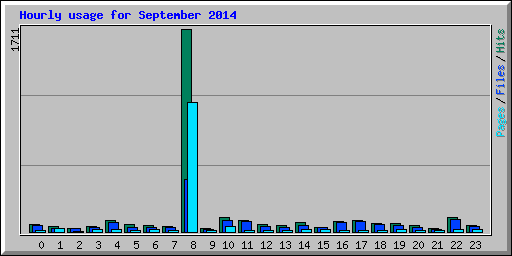 Hourly usage for September 2014
1711
Pages/Files/Hits
0 1 2 3 4 5 6 7 8 9 10 11 12 13 14 15 16 17 18 19 20 21 22 23